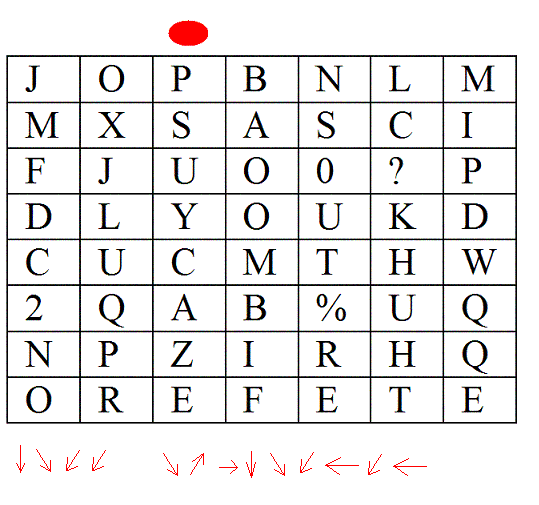 J O P B N L M
M X S A S C I
F J U O 0 ? P
D L Y O U K D
C U C M T H W
2 Q A B % U Q
N P Z I R H Q
O R E F E T E